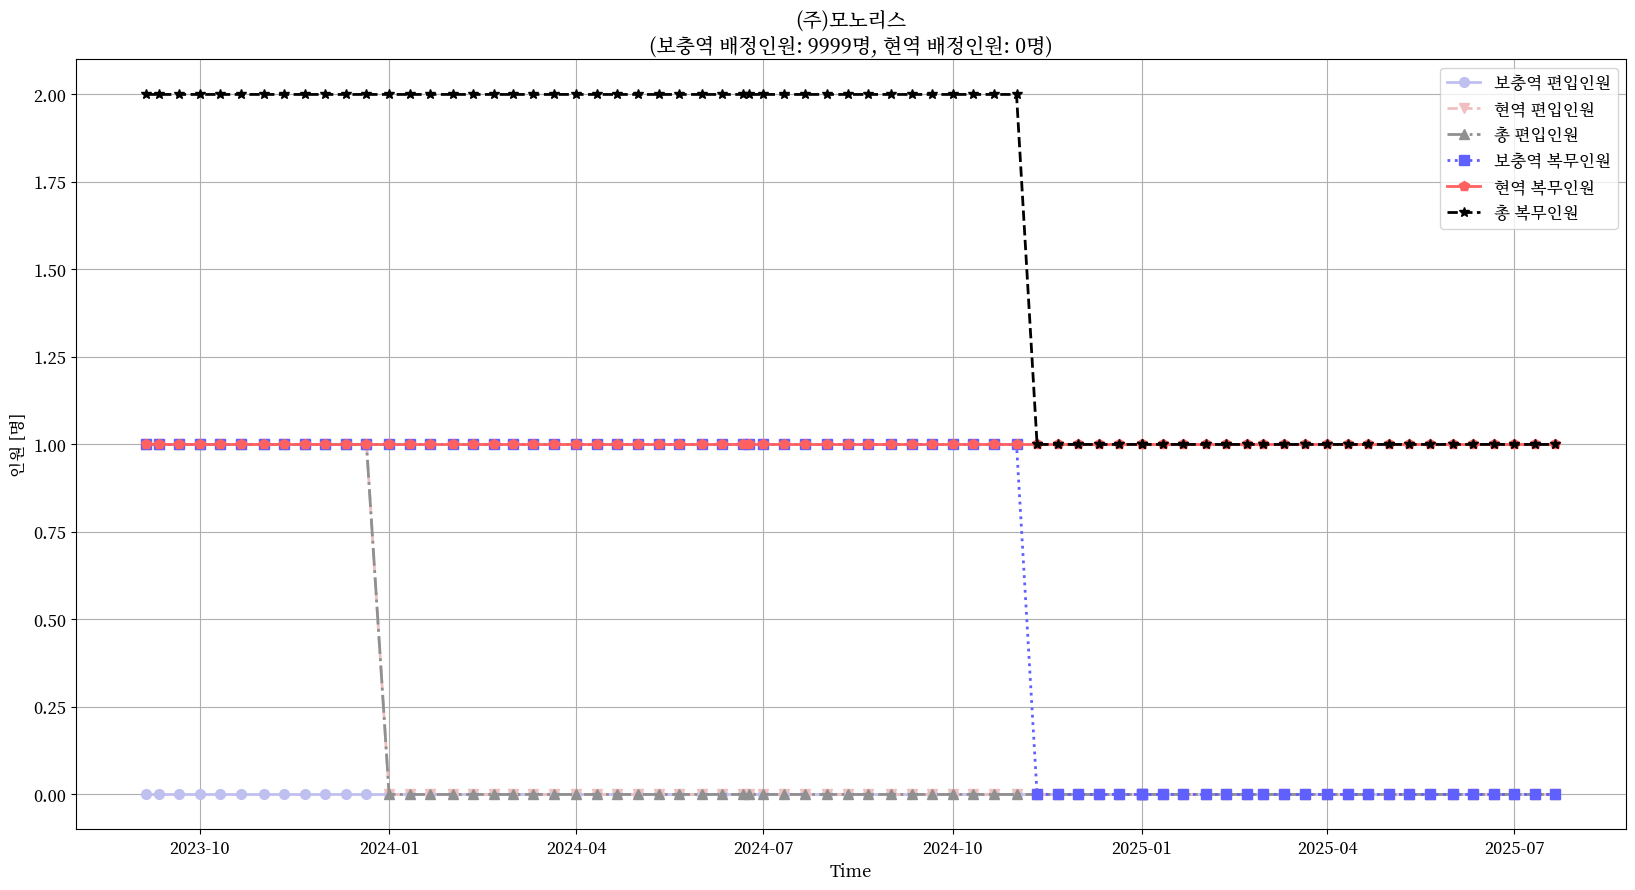 (주)모노리스
(보충역 배정인원: 9999명, 현역 배정인원: 0명)
보충역 편입인원
현역 편입인원
총 편입인원
보충역 복무인원
현역 복무인원
총 복무인원
2.00
1.75
1.50
1.25
1.00
0.75
0.50
0.25
0.00
인원 [명]
2023-10
2024-01
2024-04
2024-07
2024-10
2025-01
2025-04
2025-07
Time